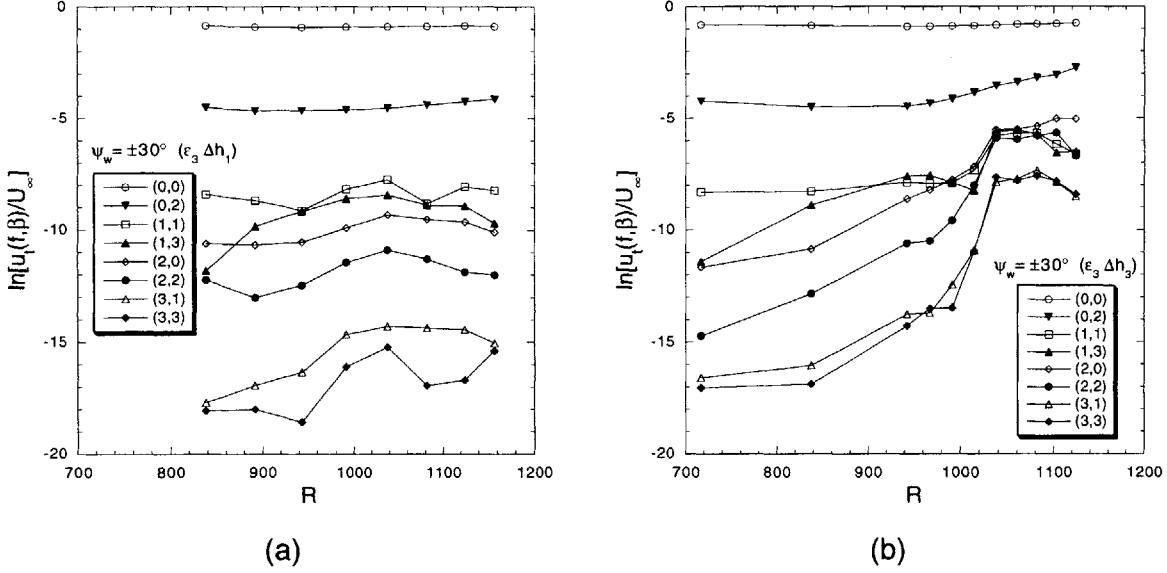 0
-5
-10
-15
-20
ln[u_t(f,β)/U_∞]
ψ_w = ±30° (ε_3 Δh_1)
(0,0)
(0,2)
(1,1)
(1,3)
(2,0)
(2,2)
(3,1)
(3,3)
700 800 900 1000 1100 1200
R
(a)
0
-5
-10
-15
-20
ln[u_t(f,β)/U_∞]
ψ_w = ±30° (ε_3 Δh_3)
(0,0)
(0,2)
(1,1)
(1,3)
(2,0)
(2,2)
(3,1)
(3,3)
700 800 900 1000 1100 1200
R
(b)